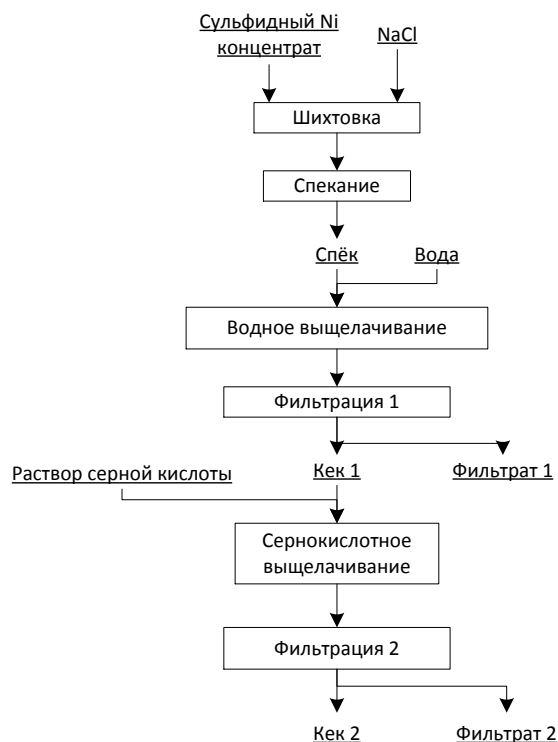 Сульфидный Ni
концентрат
NaCl
Шихтовка
Спекание
Спёк
Вода
Водное выщелачивание
Фильтрация 1
Раствор серной кислоты
Кек 1
Фильтрат 1
Сернокислотное
выщелачивание
Фильтрация 2
Кек 2
Фильтрат 2